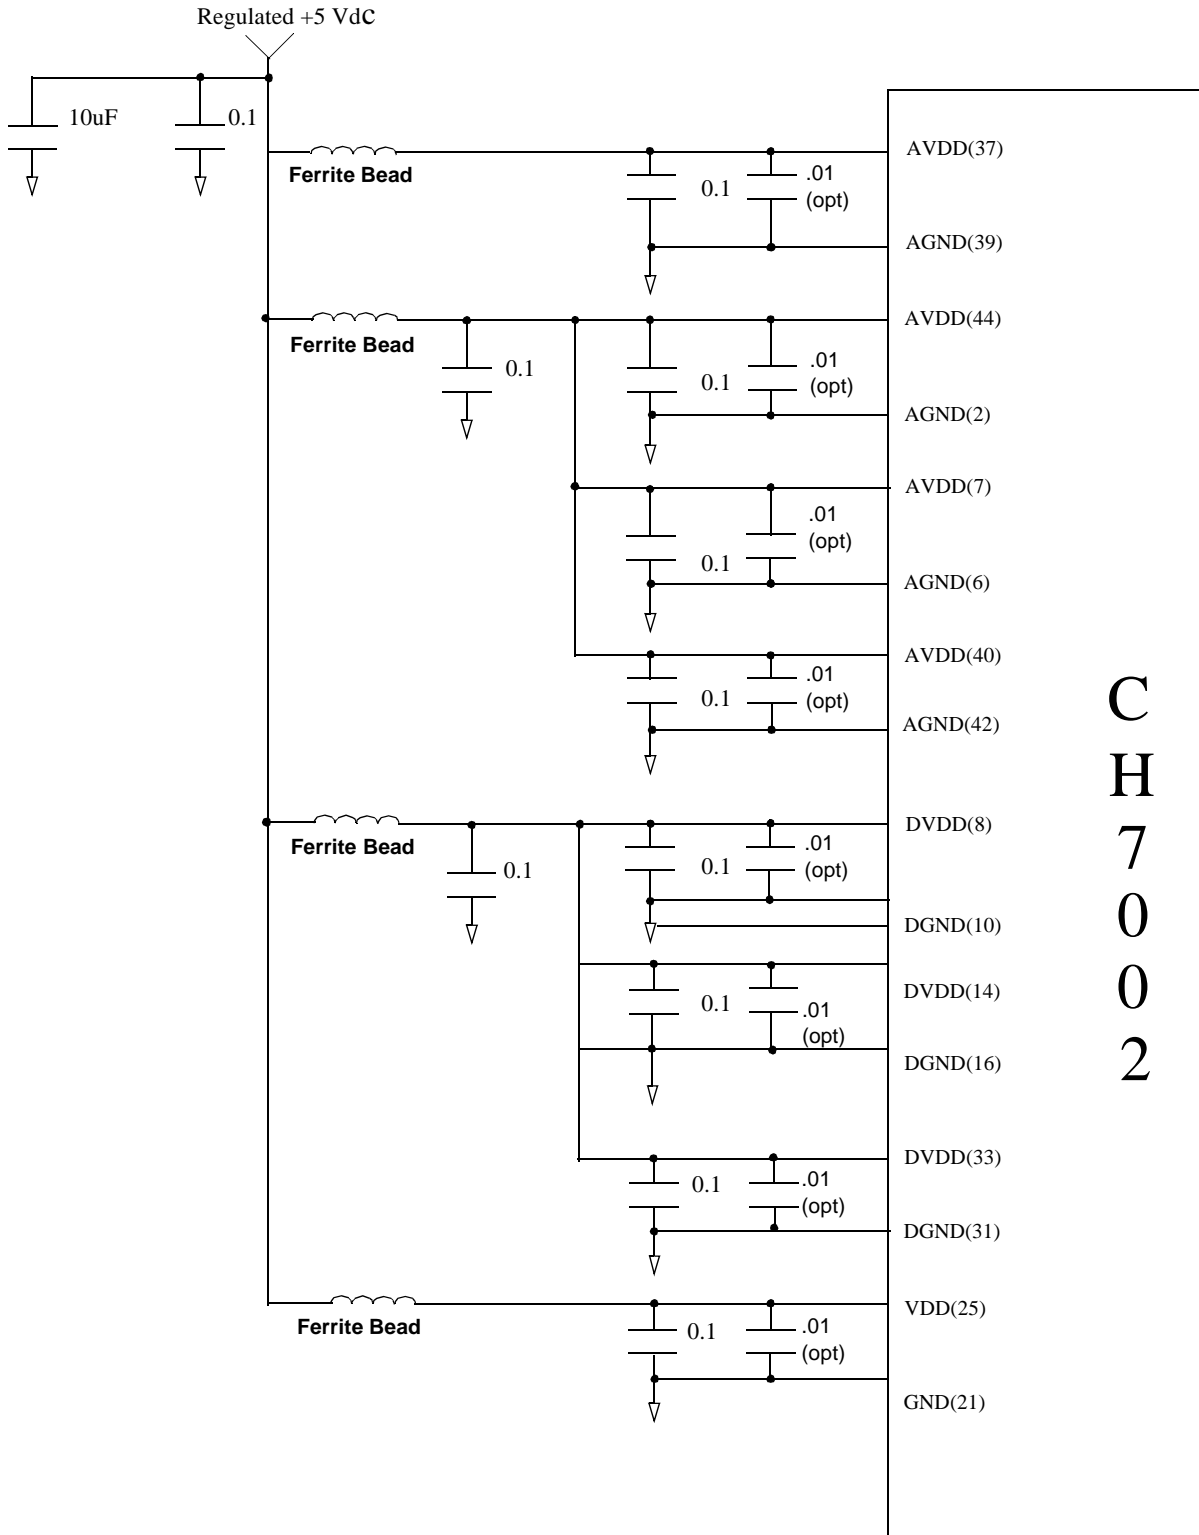 Regulated +5 Vdc
10uF
0.1
Ferrite Bead
0.1
.01
(opt)
AVDD(37)
AGND(39)
Ferrite Bead
0.1
0.1
.01
(opt)
AVDD(44)
AGND(2)
0.1
.01
(opt)
AVDD(7)
AGND(6)
0.1
.01
(opt)
AVDD(40)
AGND(42)
Ferrite Bead
0.1
0.1
.01
(opt)
DVDD(8)
DGND(10)
0.1
.01
(opt)
DVDD(14)
DGND(16)
0.1
.01
(opt)
DVDD(33)
DGND(31)
Ferrite Bead
0.1
.01
(opt)
VDD(25)
GND(21)
C
H
7
0
0
2